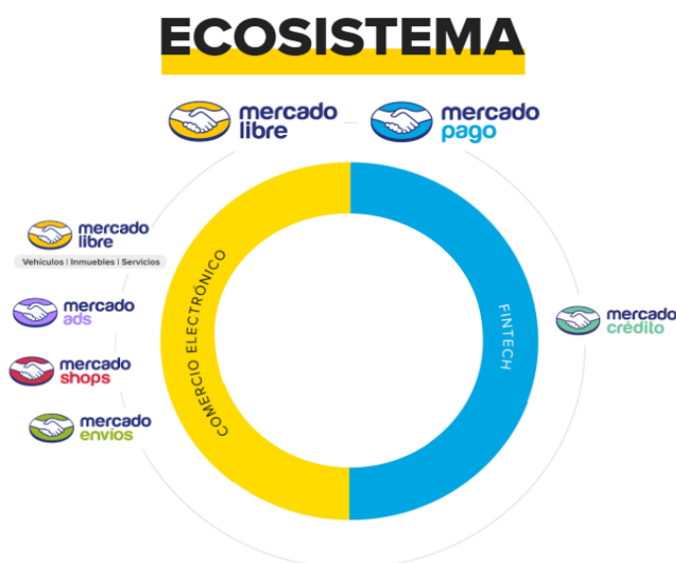 ECOSISTEMA
mercado
libre
mercado
pago
mercado
libre
Vehículos | Inmuebles | Servicios
mercado
ads
mercado
shops
mercado
envios
COMERCIO ELECTRÓNICO
FINTECH
mercado
crédito